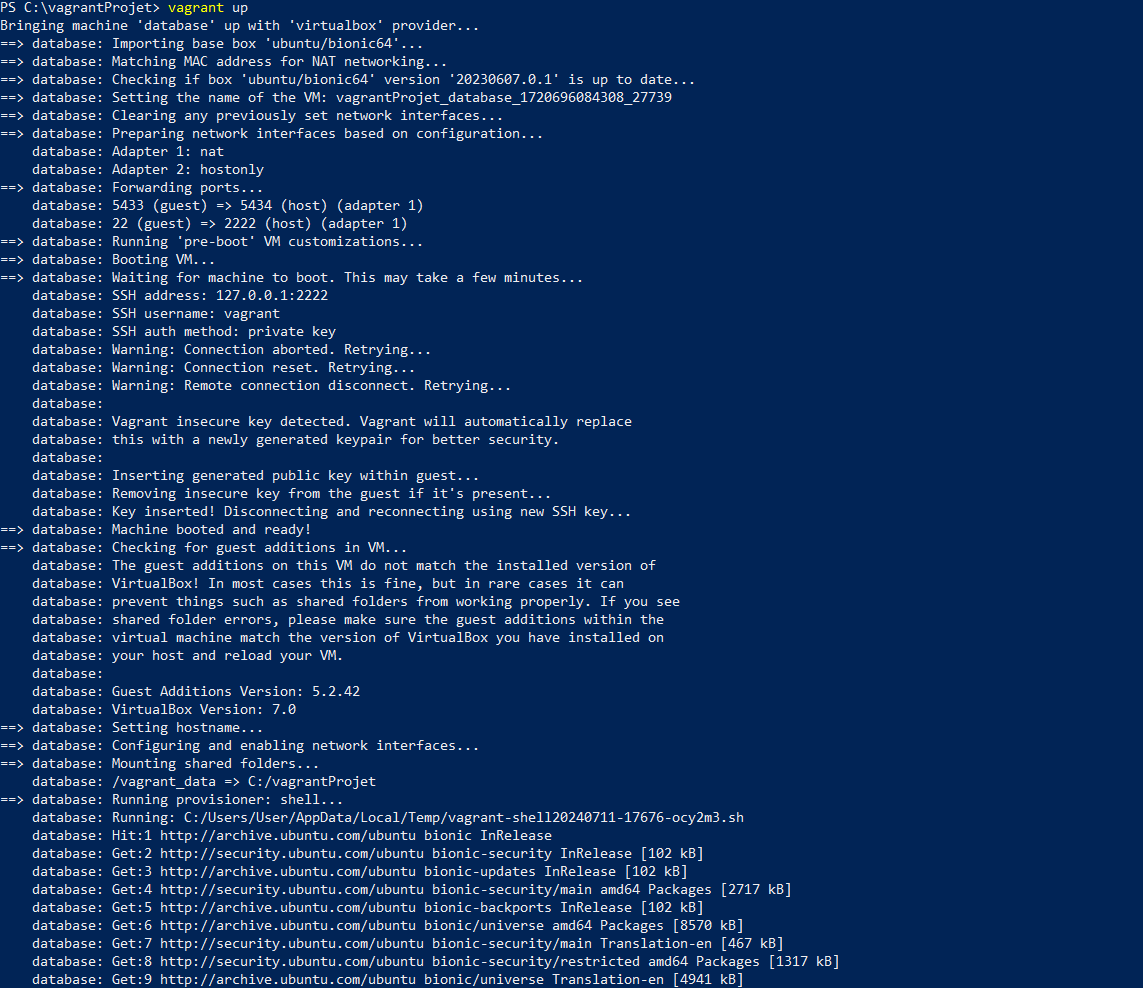 PS C:\vagrantProjet> vagrant up
Bringing machine 'database' up with 'virtualbox' provider...
==> database: Importing base box 'ubuntu/bionic64'...
==> database: Matching MAC address for NAT networking...
==> database: Checking if box 'ubuntu/bionic64' version '20230607.0.1' is up to date...
==> database: Setting the name of the VM: vagrantProjet_database_1720696084308_27739
==> database: Clearing any previously set network interfaces...
==> database: Preparing network interfaces based on configuration...
    database: Adapter 1: nat
    database: Adapter 2: hostonly
==> database: Forwarding ports...
    database: 5433 (guest) => 5434 (host) (adapter 1)
    database: 22 (guest) => 2222 (host) (adapter 1)
==> database: Running 'pre-boot' VM customizations...
==> database: Booting VM...
==> database: Waiting for machine to boot. This may take a few minutes...
    database: SSH address: 127.0.0.1:2222
    database: SSH username: vagrant
    database: SSH auth method: private key
    database: Warning: Connection aborted. Retrying...
    database: Warning: Connection reset. Retrying...
    database: Warning: Remote connection disconnect. Retrying...
    database:
    database: Vagrant insecure key detected. Vagrant will automatically replace
    database: this with a newly generated keypair for better security.
    database:
    database: Inserting generated public key within guest...
    database: Removing insecure key from the guest if it's present...
    database: Key inserted! Disconnecting and reconnecting using new SSH key...
==> database: Machine booted and ready!
==> database: Checking for guest additions in VM...
    database: The guest additions on this VM do not match the installed version of
    database: VirtualBox! In most cases this is fine, but in rare cases it can
    database: prevent things such as shared folders from working properly. If you see
    database: shared folder errors, please make sure the guest additions within the
    database: virtual machine match the version of VirtualBox you have installed on
    database: your host and reload your VM.
    database:
    database: Guest Additions Version: 5.2.42
    database: VirtualBox Version: 7.0
==> database: Setting hostname...
==> database: Configuring and enabling network interfaces...
==> database: Mounting shared folders...
    database: /vagrant_data => C:/vagrantProjet
==> database: Running provisioner: shell...
    database: Running: C:/Users/User/AppData/Local/Temp/vagrant-shell20240711-17676-ocy2m3.sh
    database: Hit:1 http://archive.ubuntu.com/ubuntu bionic InRelease
    database: Get:2 http://security.ubuntu.com/ubuntu bionic-security InRelease [102 kB]
    database: Get:3 http://archive.ubuntu.com/ubuntu bionic-updates InRelease [102 kB]
    database: Get:4 http://security.ubuntu.com/ubuntu bionic-security/main amd64 Packages [2717 kB]
    database: Get:5 http://archive.ubuntu.com/ubuntu bionic-backports InRelease [102 kB]
    database: Get:6 http://archive.ubuntu.com/ubuntu bionic/universe amd64 Packages [8570 kB]
    database: Get:7 http://security.ubuntu.com/ubuntu bionic-security/main Translation-en [467 kB]
    database: Get:8 http://security.ubuntu.com/ubuntu bionic-security/restricted amd64 Packages [1317 kB]
    database: Get:9 http://archive.ubuntu.com/ubuntu bionic/universe Translation-en [4941 kB]